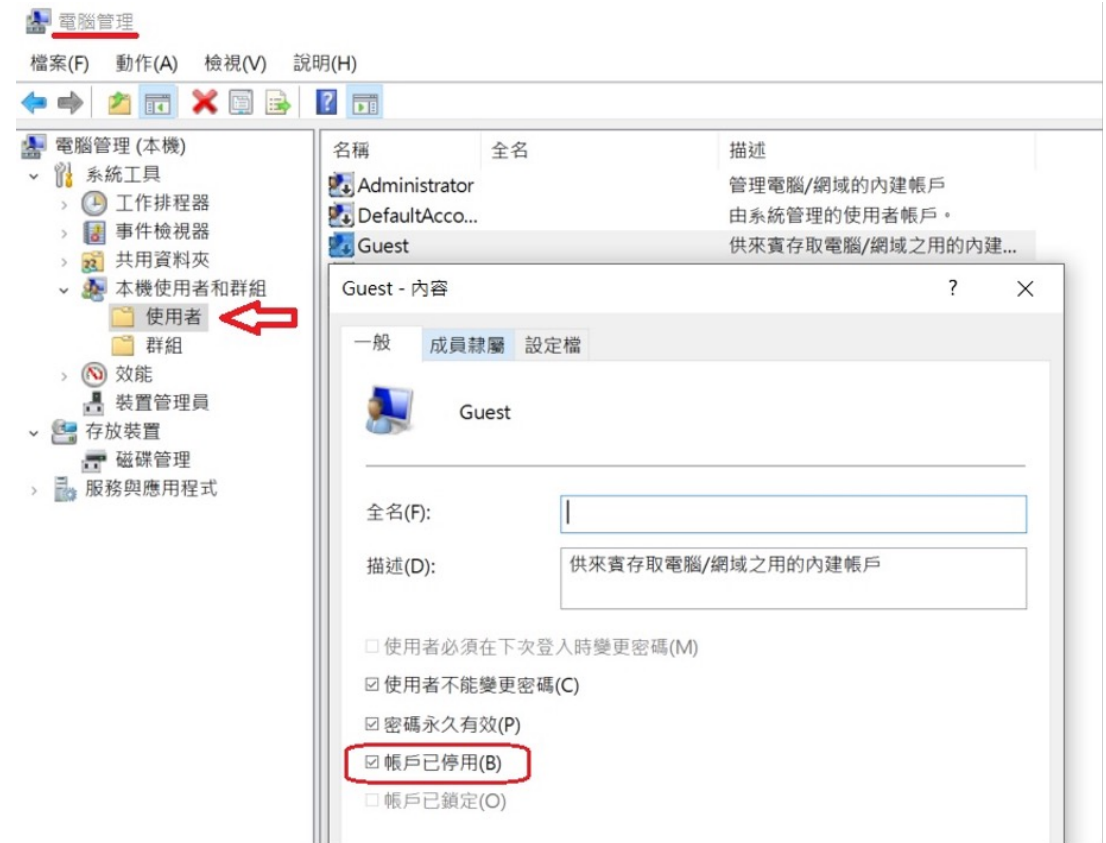 電腦管理
檔案(F) 動作(A) 檢視(V) 說明(H)
電腦管理 (本機)
系統工具
工作排程器
事件檢視器
共用資料夾
本機使用者和群組
使用者
群組
效能
裝置管理員
存放裝置
磁碟管理
服務與應用程式
名稱 全名 描述
Administrator 管理電腦/網域的內建帳戶
DefaultAcco... 由系統管理的使用者帳戶。
Guest 供來賓存取電腦/網域之用的內建...
Guest - 內容 ?
一般 成員隸屬 設定檔
Guest
全名(F):
描述(D): 供來賓存取電腦/網域之用的內建帳戶
使用者必須在下次登入時變更密碼(M)
使用者不能變更密碼(C)
密碼永久有效(P)
帳戶已停用(B)
帳戶已鎖定(O)